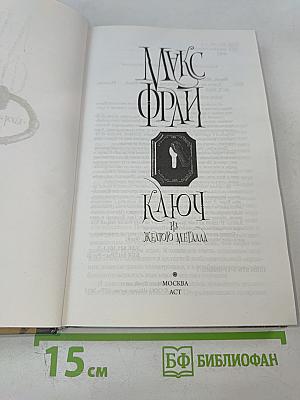 МАКС
ФРАЙ
КЛЮЧ
ИЗ
ЖЕЛТОГО МЕТАЛЛА
МОСКВА
АСТ
15 см
БФ БИБЛИОФАН